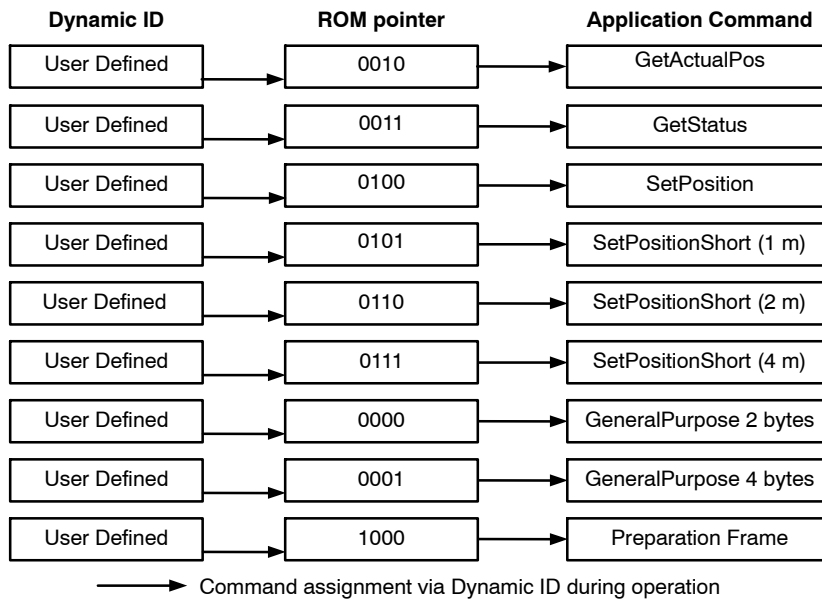 Dynamic ID ROM pointer Application Command
User Defined 0010 GetActualPos
User Defined 0011 GetStatus
User Defined 0100 SetPosition
User Defined 0101 SetPositionShort (1 m)
User Defined 0110 SetPositionShort (2 m)
User Defined 0111 SetPositionShort (4 m)
User Defined 0000 GeneralPurpose 2 bytes
User Defined 0001 GeneralPurpose 4 bytes
User Defined 1000 Preparation Frame
Command assignment via Dynamic ID during operation